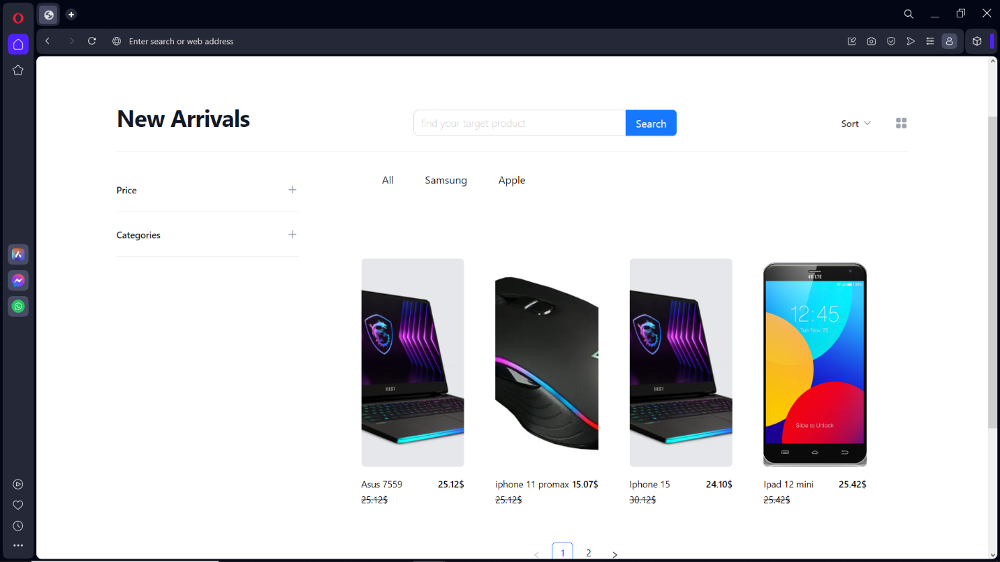 Enter search or web address
New Arrivals
find your target product
Search
Sort
Price
Categories
All Samsung Apple
msi
msi
4G LTE
100%
12:45
Tue Nov 25
Slide to Unlock
Asus 7559 25.12$
25.12$
iphone 11 promax 15.07$
25.12$
Iphone 15 24.10$
30.12$
Ipad 12 mini 25.42$
25.42$
1 2